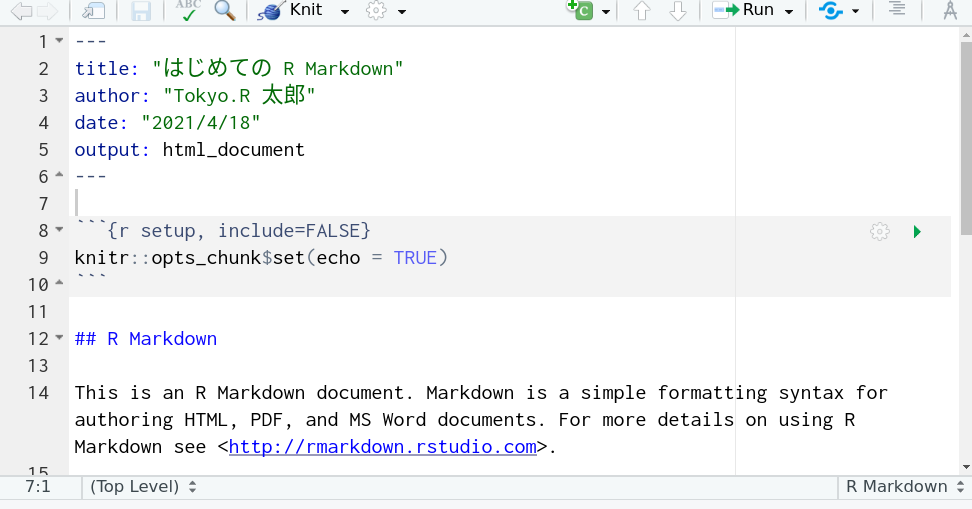 ABC Knit C Run
1 ---
2 title: "はじめての R Markdown"
3 author: "Tokyo.R 太郎"
4 date: "2021/4/18"
5 output: html_document
6 ---
7
8 ```{r setup, include=FALSE}
9 knitr::opts_chunk$set(echo = TRUE)
10 ```
11
12 ## R Markdown
13
14 This is an R Markdown document. Markdown is a simple formatting syntax for
authoring HTML, PDF, and MS Word documents. For more details on using R
Markdown see <http://rmarkdown.rstudio.com>.
15
7:1 (Top Level) R Markdown